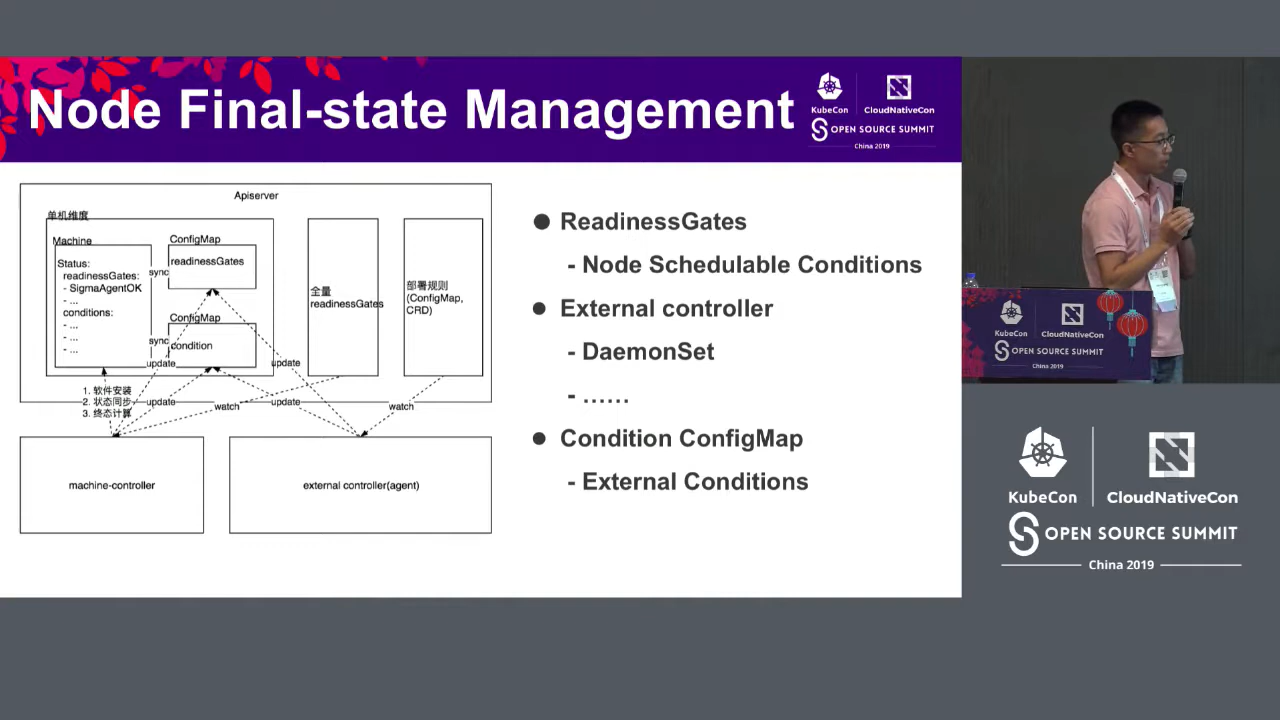 Node Final-state Management
KubeCon
CloudNativeCon
OPEN SOURCE SUMMIT
China 2019
Apiserver
单机维度
Machine
Status:
readinessGates:
- SigmaAgentOK
- ...
conditions:
- ...
- ...
- ...
sync
sync
ConfigMap
readinessGates
ConfigMap
condition
全量
readinessGates
部署规则
(ConfigMap,
CRD)
update
update
1. 软件安装
2. 状态同步
3. 终态计算
update
watch
update
watch
machine-controller
external controller(agent)
● ReadinessGates
- Node Schedulable Conditions
● External controller
- DaemonSet
- ……
● Condition ConfigMap
- External Conditions
KubeCon
CloudNativeCon
OPEN SOURCE SUMMIT
China 2019
KubeCon
CloudNativeCon
OPEN SOURCE SUMMIT
China 2019